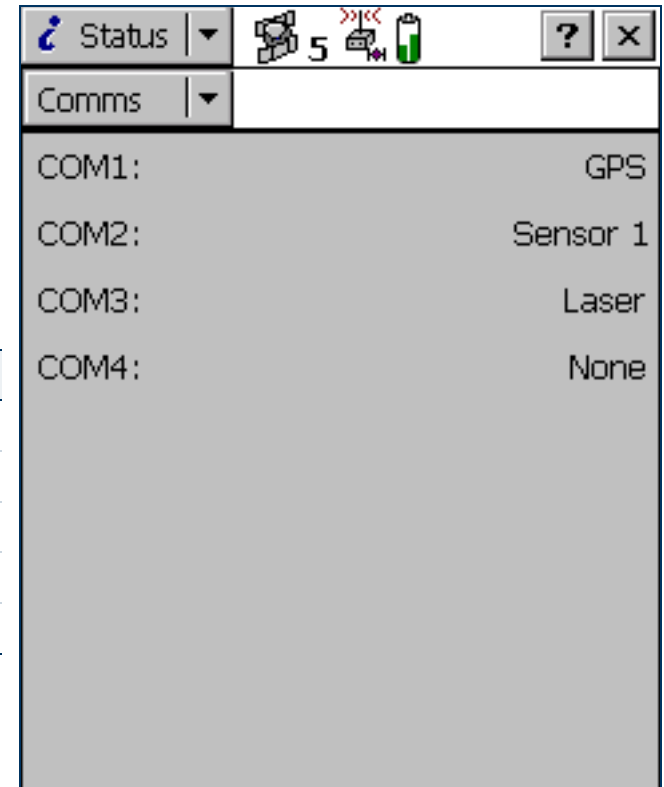 i Status 5 ? ×
Comms
COM1: GPS
COM2: Sensor 1
COM3: Laser
COM4: None